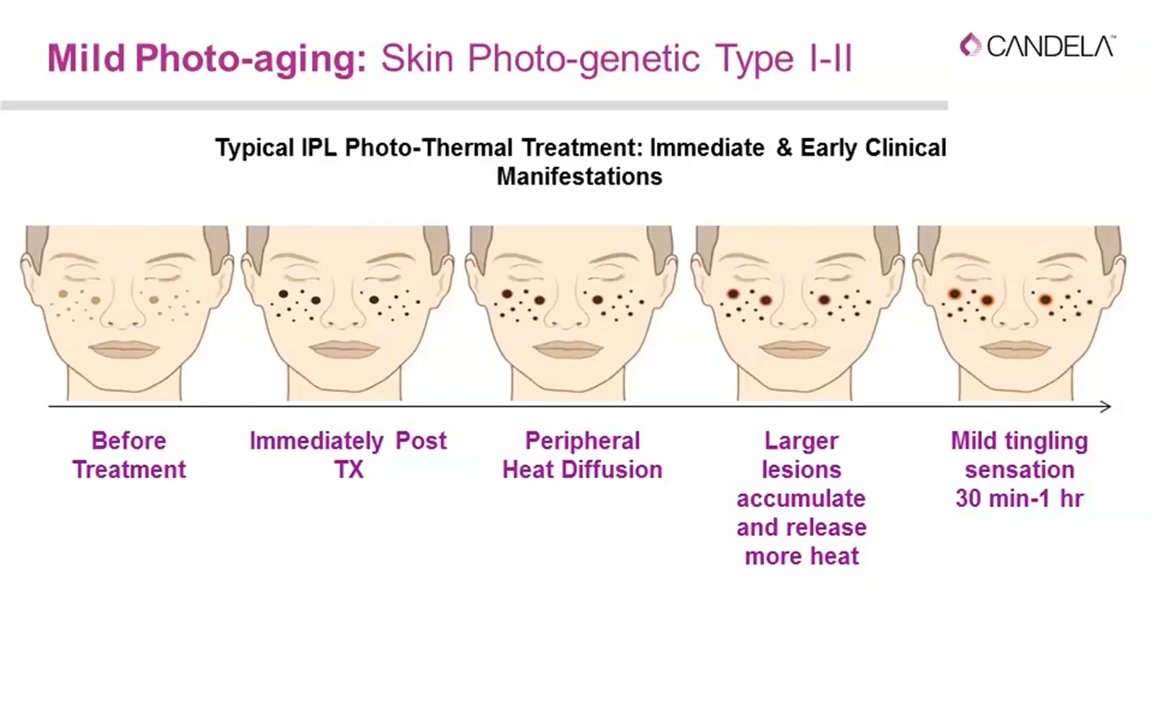 Mild Photo-aging: Skin Photo-genetic Type I-II
CANDELA™
Typical IPL Photo-Thermal Treatment: Immediate & Early Clinical
Manifestations
Before
Treatment
Immediately Post
TX
Peripheral
Heat Diffusion
Larger
lesions
accumulate
and release
more heat
Mild tingling
sensation
30 min-1 hr